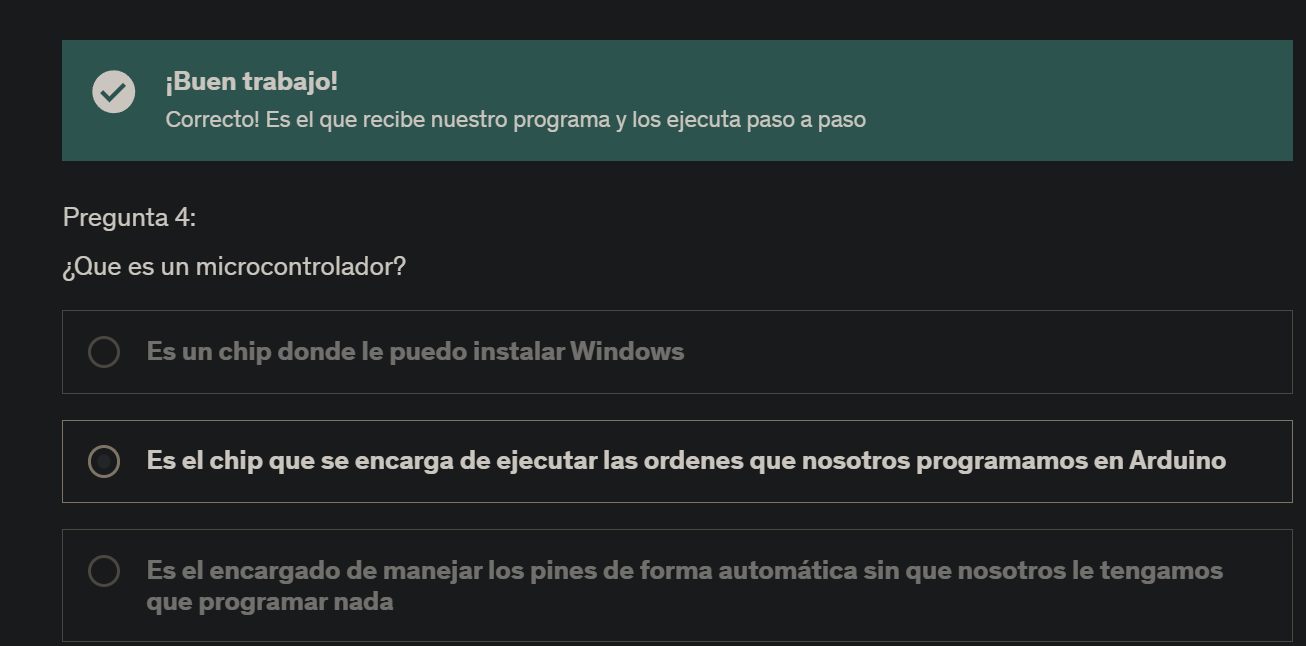 ¡Buen trabajo!
Correcto! Es el que recibe nuestro programa y los ejecuta paso a paso
Pregunta 4:
¿Que es un microcontrolador?
Es un chip donde le puedo instalar Windows
Es el chip que se encarga de ejecutar las ordenes que nosotros programamos en Arduino
Es el encargado de manejar los pines de forma automática sin que nosotros le tengamos
que programar nada